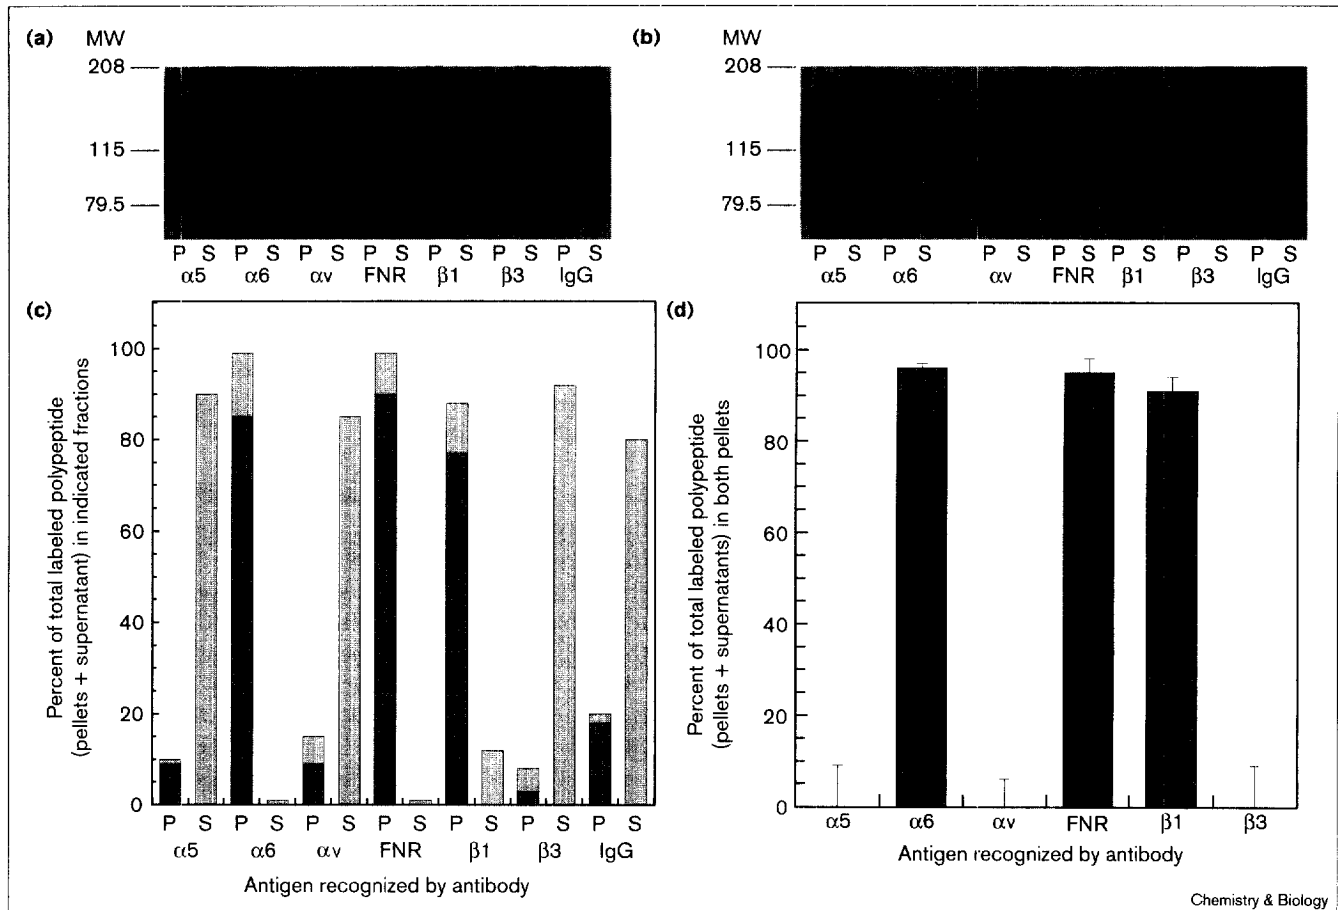 (a) MW
208
115
79.5
P S P S P S P S P S P S P S
α5 α6 αv FNR β1 β3 IgG
(b) MW
208
115
79.5
P S P S P S P S P S P S P S
α5 α6 αv FNR β1 β3 IgG
(c)
Percent of total labeled polypeptide
(pellets + supernatant) in indicated fractions
100
80
60
40
20
0
P S P S P S P S P S P S P S
α5 α6 αv FNR β1 β3 IgG
Antigen recognized by antibody
(d)
Percent of total labeled polypeptide
(pellets + supernatants) in both pellets
100
80
60
40
20
0
α5 α6 αv FNR β1 β3
Antigen recognized by antibody
Chemistry & Biology